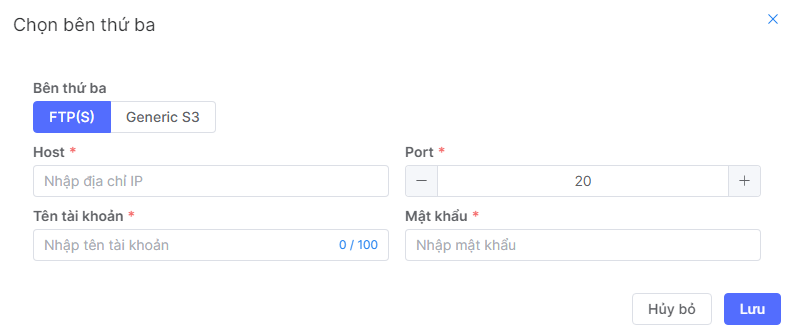 Chọn bên thứ ba
Bên thứ ba
FTP(S) Generic S3
Host * Port *
Nhập địa chỉ IP 20
Tên tài khoản * Mật khẩu *
Nhập tên tài khoản 0 / 100 Nhập mật khẩu
Hủy bỏ Lưu